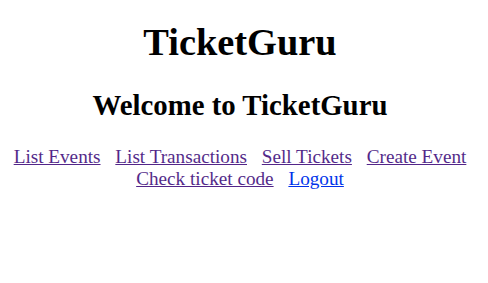 TicketGuru
Welcome to TicketGuru
List Events List Transactions Sell Tickets Create Event
Check ticket code Logout